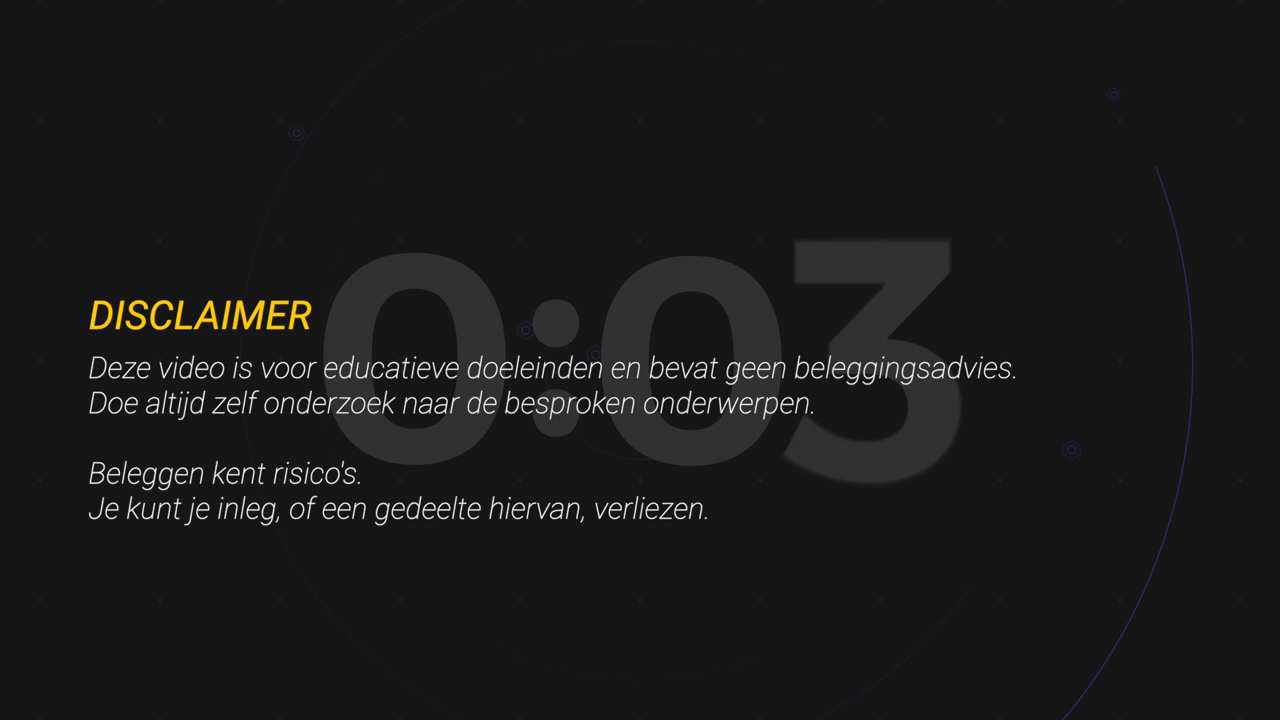 0:03
DISCLAIMER
Deze video is voor educatieve doeleinden en bevat geen beleggingsadvies.
Doe altijd zelf onderzoek naar de besproken onderwerpen.
Beleggen kent risico's.
Je kunt je inleg, of een gedeelte hiervan, verliezen.